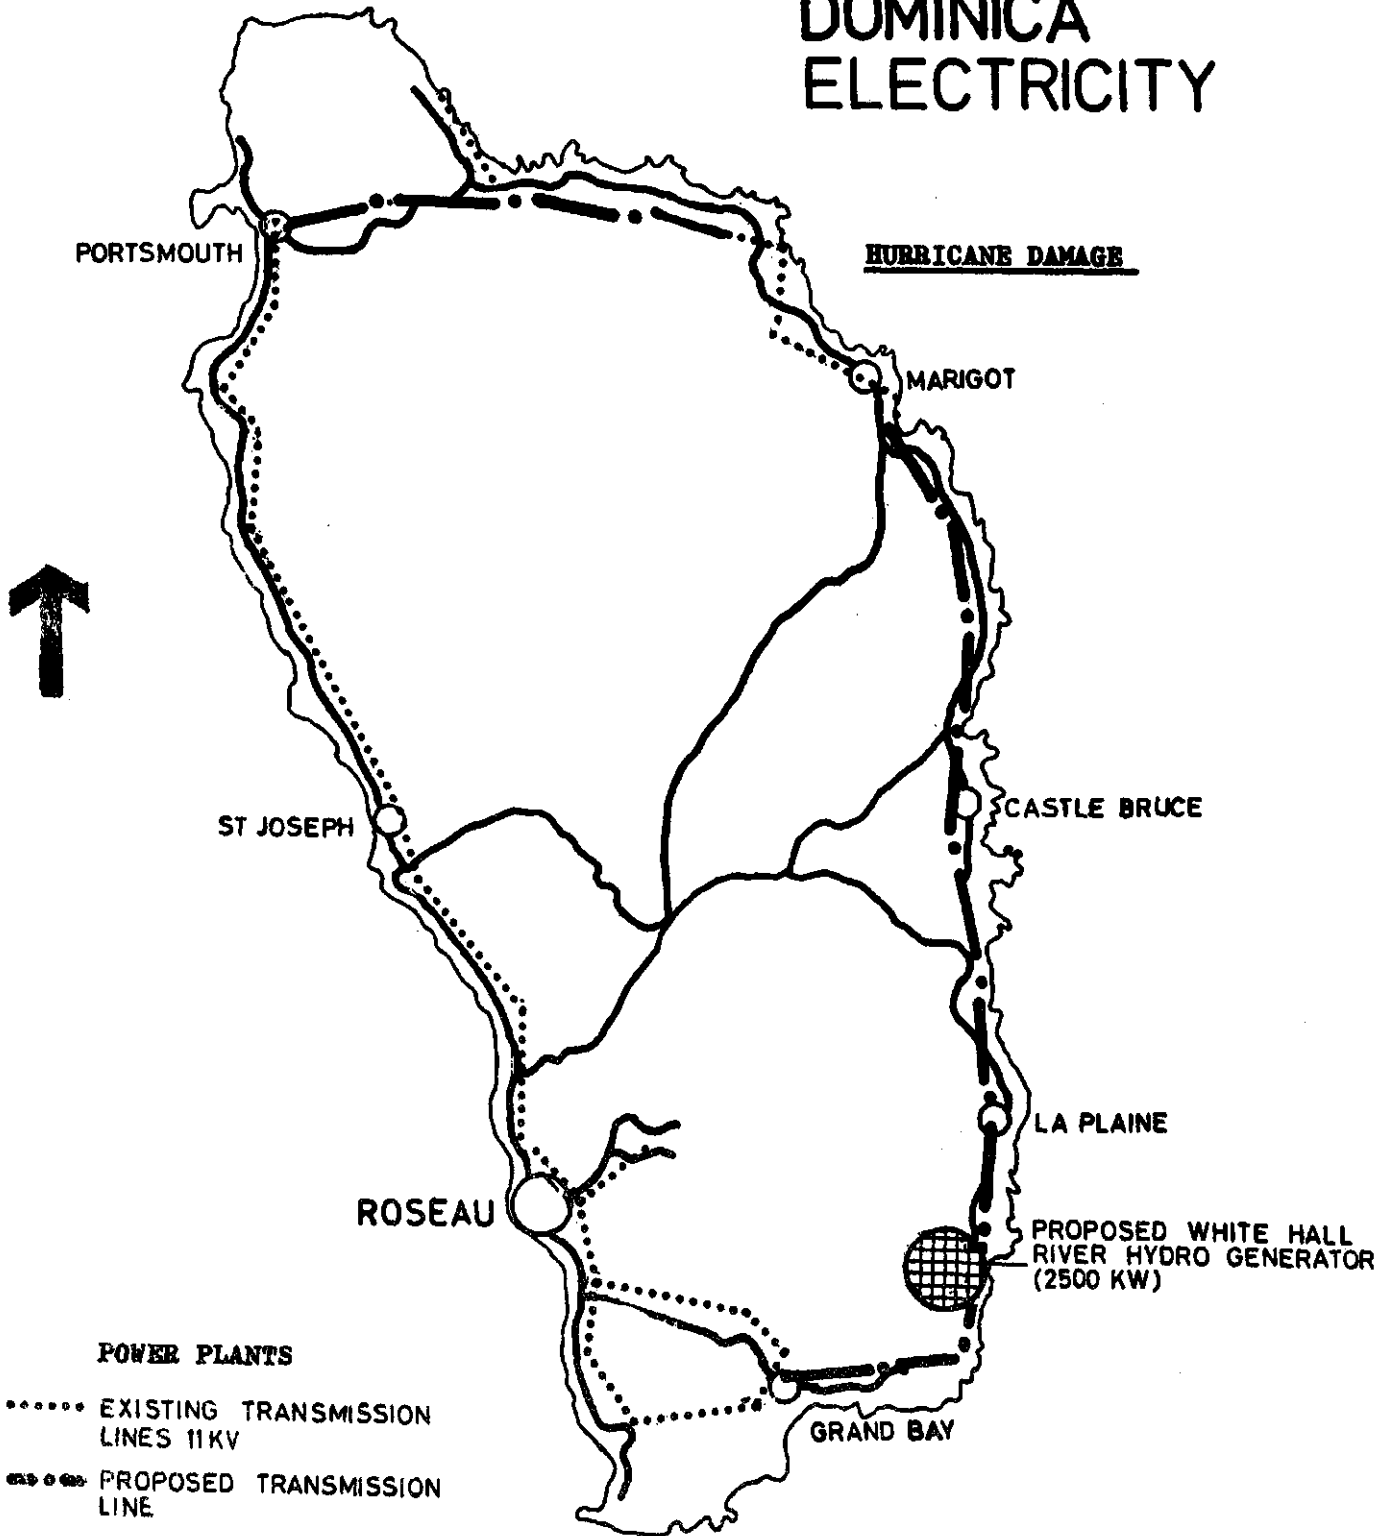 DOMINICA
ELECTRICITY
PORTSMOUTH
HURRICANE DAMAGE
MARIGOT
ST JOSEPH
CASTLE BRUCE
LA PLAINE
ROSEAU
PROPOSED WHITE HALL
RIVER HYDRO GENERATOR
(2500 KW)
POWER PLANTS
EXISTING TRANSMISSION
LINES 11KV
GRAND BAY
PROPOSED TRANSMISSION
LINE